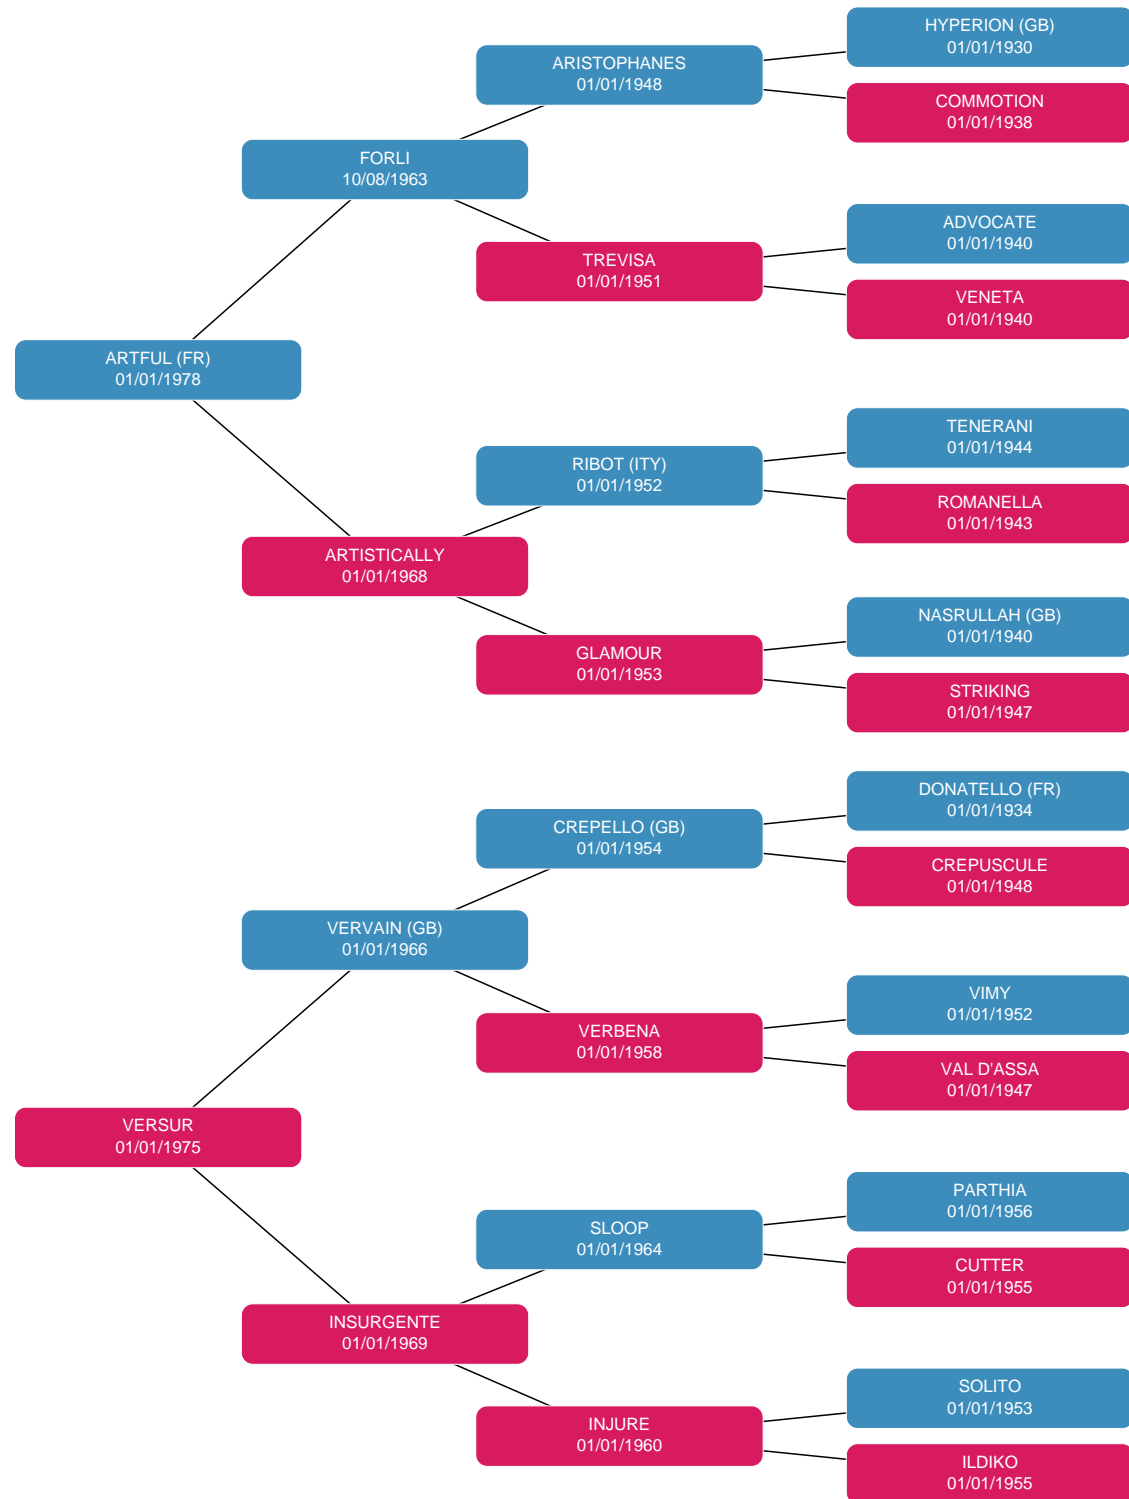 HYPERION (GB)
01/01/1930
ARISTOPHANES
01/01/1948
COMMOTION
01/01/1938
FORLI
10/08/1963
ADVOCATE
01/01/1940
TREVISA
01/01/1951
VENETA
01/01/1940
ARTFUL (FR)
01/01/1978
TENERANI
01/01/1944
RIBOT (ITY)
01/01/1952
ROMANELLA
01/01/1943
ARTISTICALLY
01/01/1968
NASRULLAH (GB)
01/01/1940
GLAMOUR
01/01/1953
STRIKING
01/01/1947
DONATELLO (FR)
01/01/1934
CREPELLO (GB)
01/01/1954
CREPUSCULE
01/01/1948
VERVAIN (GB)
01/01/1966
VIMY
01/01/1952
VERBENA
01/01/1958
VAL D'ASSA
01/01/1947
VERSUR
01/01/1975
PARTHIA
01/01/1956
SLOOP
01/01/1964
CUTTER
01/01/1955
INSURGENTE
01/01/1969
SOLITO
01/01/1953
INJURE
01/01/1960
ILDIKO
01/01/1955